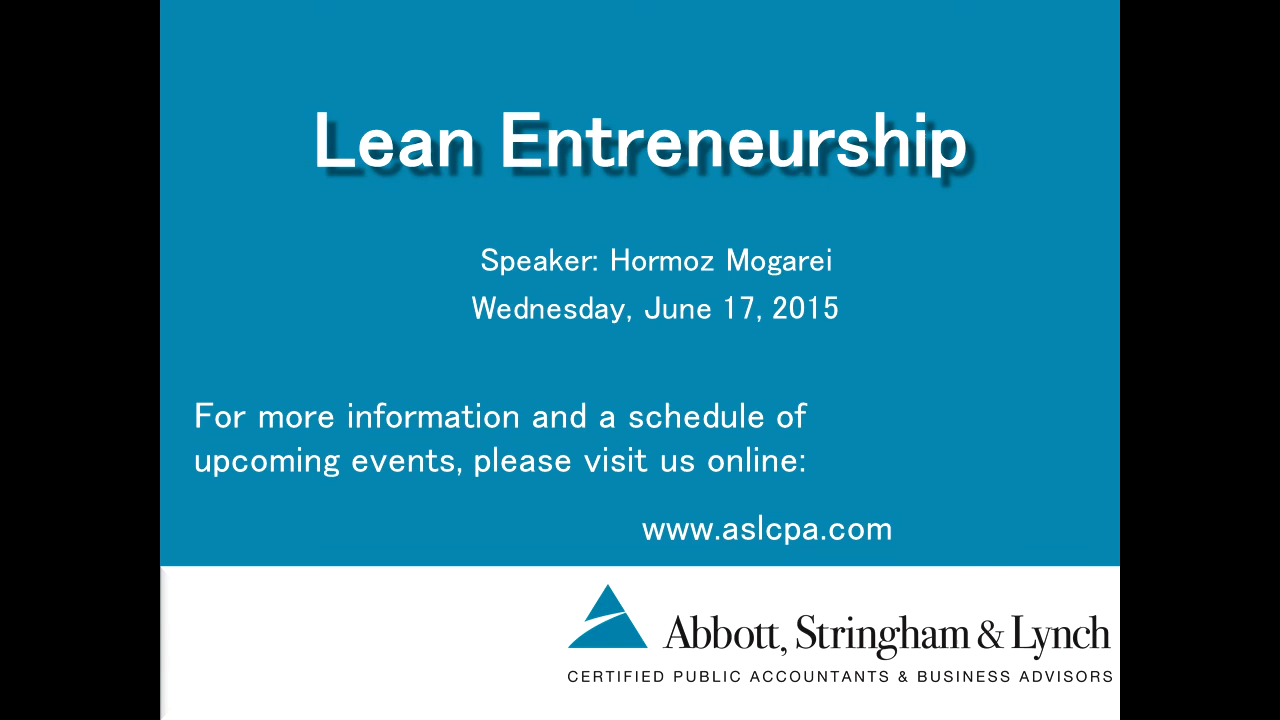 Lean Entreneurship
Speaker: Hormoz Mogarei
Wednesday, June 17, 2015
For more information and a schedule of
upcoming events, please visit us online:
www.aslcpa.com
Abbott, Stringham & Lynch
CERTIFIED PUBLIC ACCOUNTANTS & BUSINESS ADVISORS